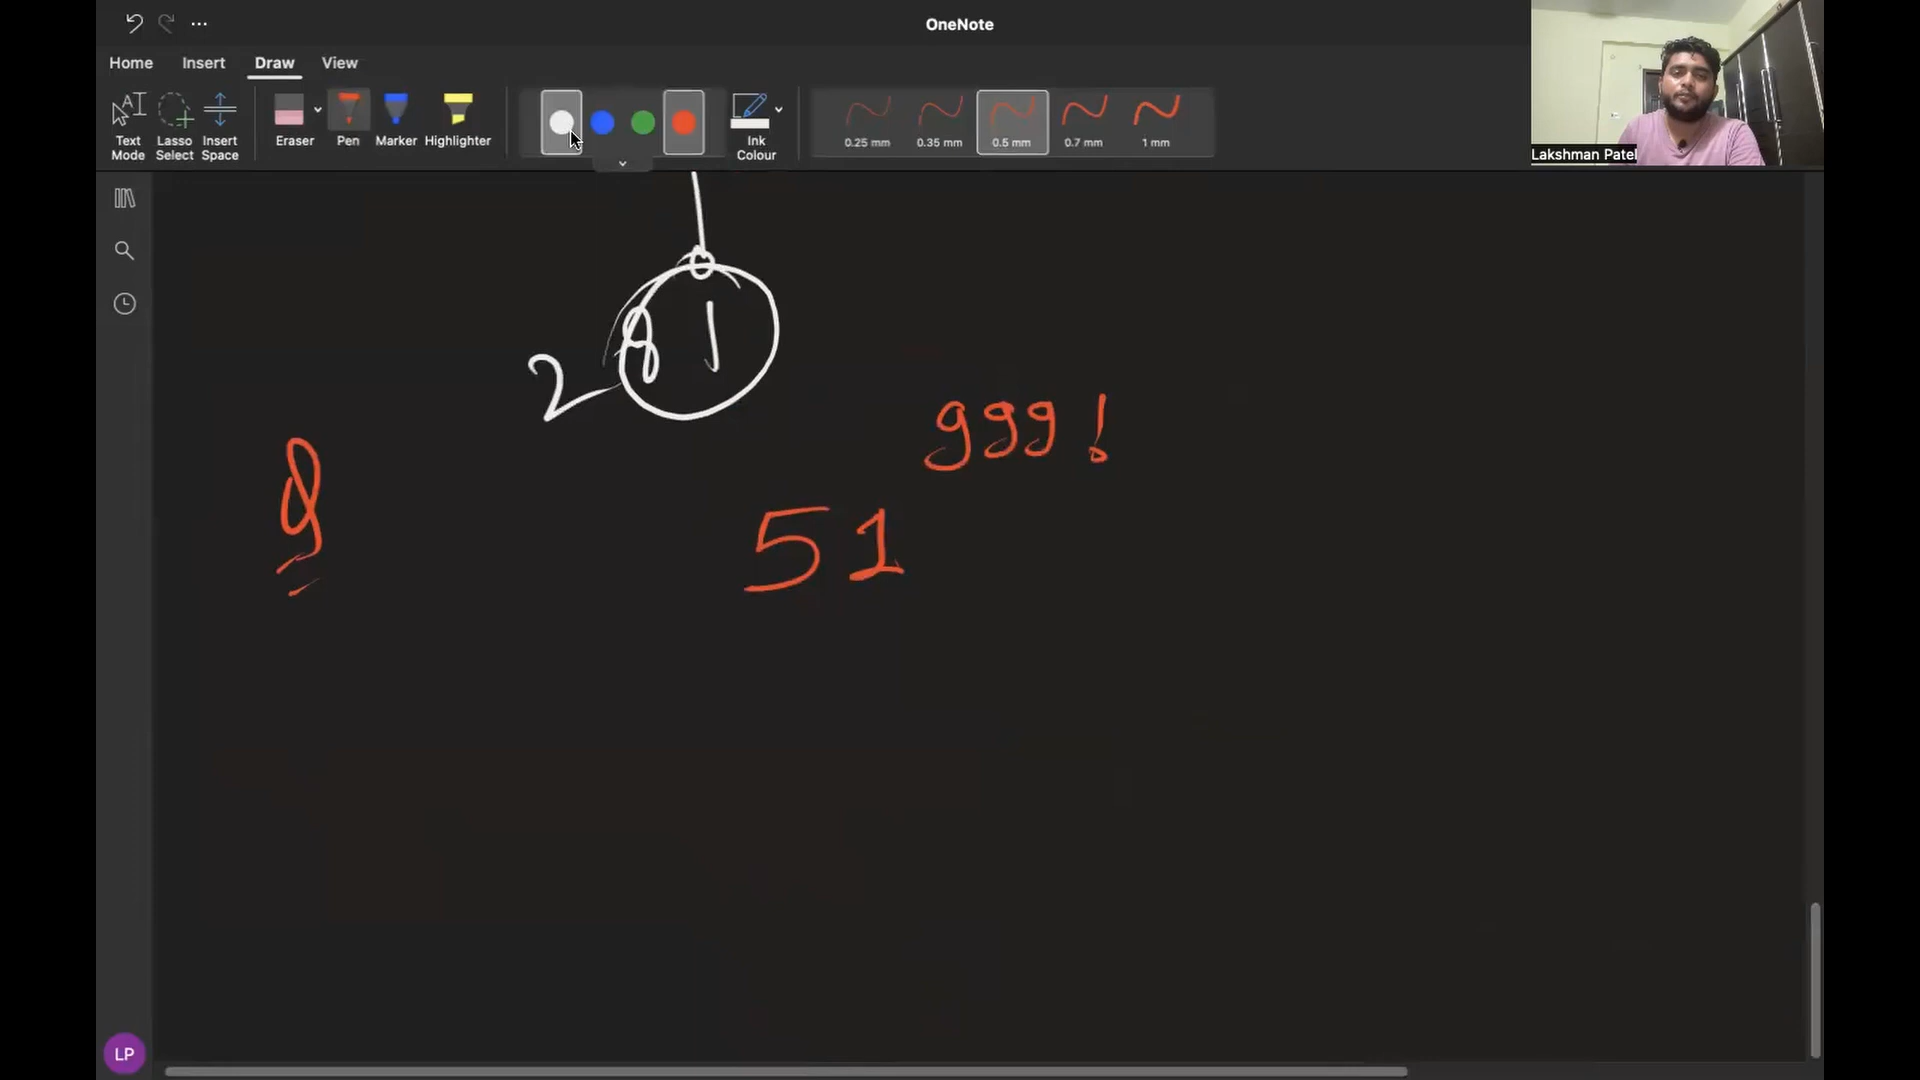 OneNote
Home Insert Draw View
Text Mode
Lasso Select
Insert Space
Eraser
Pen
Marker
Highlighter
Ink Colour
0.25 mm
0.35 mm
0.5 mm
0.7 mm
1 mm
Lakshman Patel
2 8 1
Q
51
999!
LP